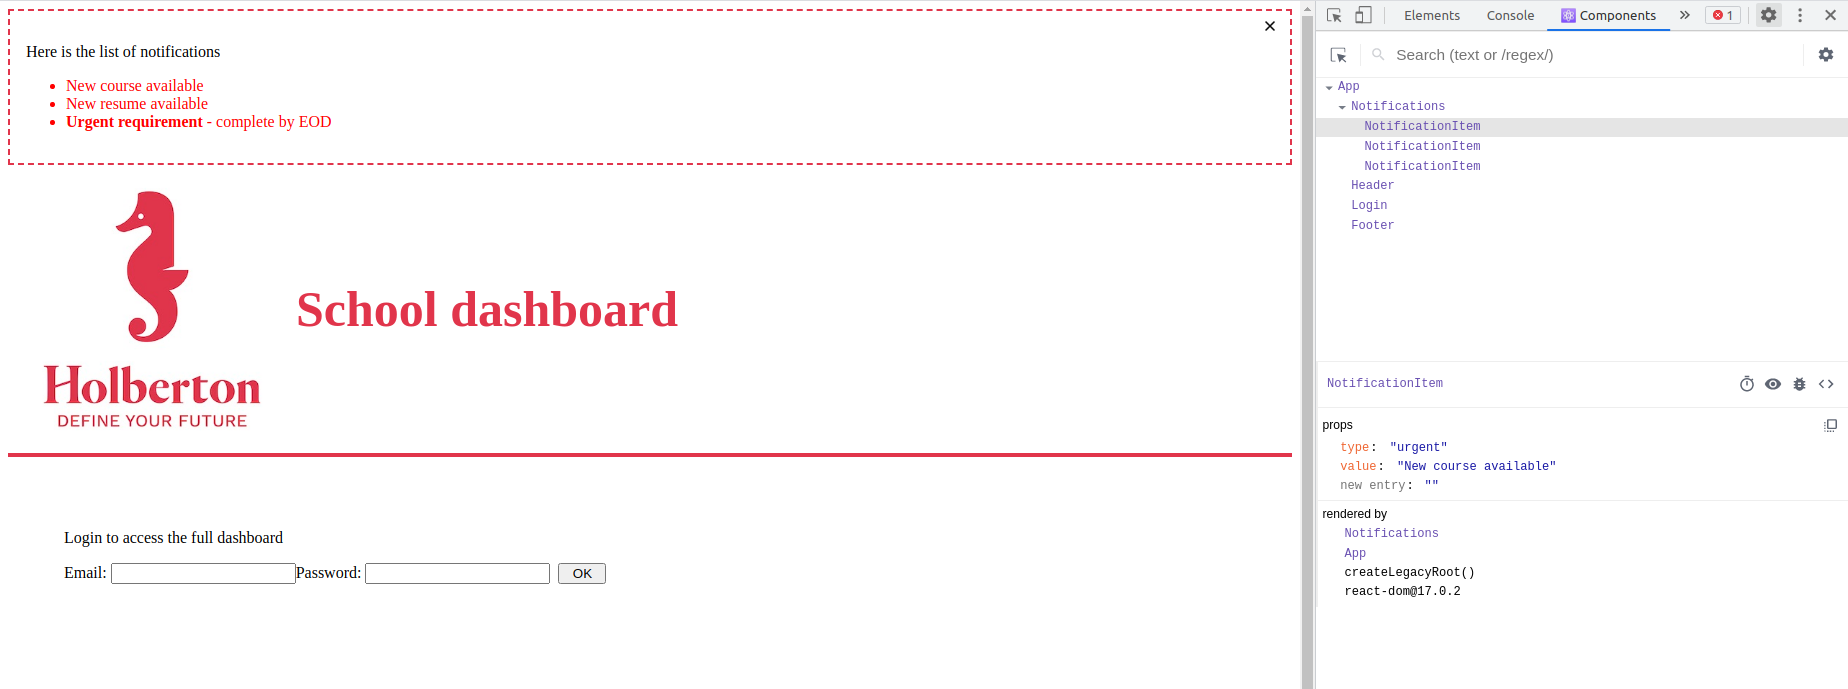 Here is the list of notifications
New course available
New resume available
Urgent requirement - complete by EOD
Holberton
DEFINE YOUR FUTURE
School dashboard
Login to access the full dashboard
Email: Password: OK
Elements Console Components 1
Search (text or /regex/)
App
Notifications
NotificationItem
NotificationItem
NotificationItem
Header
Login
Footer
NotificationItem
props
type: "urgent"
value: "New course available"
new entry: ""
rendered by
Notifications
App
createLegacyRoot()
react-dom@17.0.2